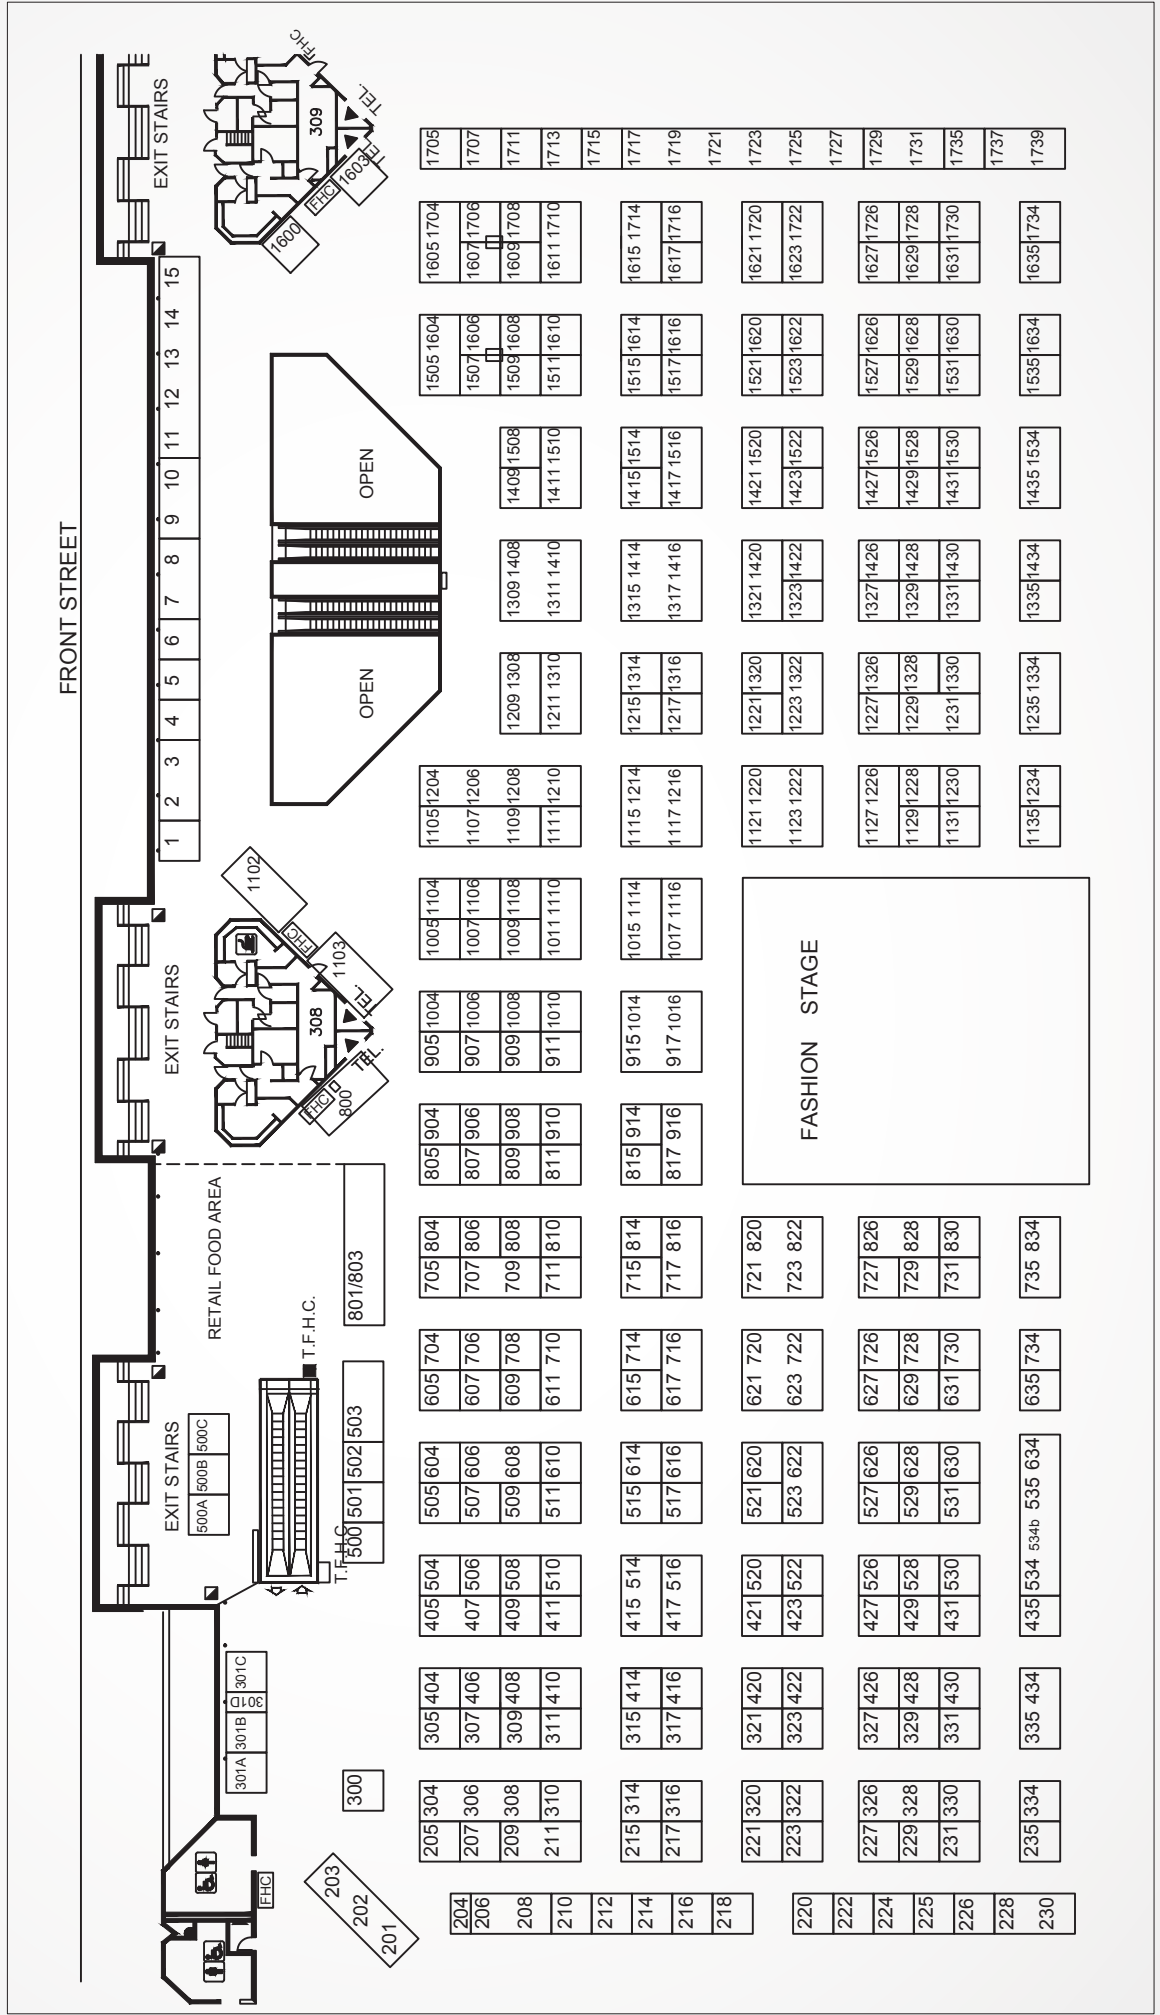 FRONT STREET
EXIT STAIRS
EXIT STAIRS
EXIT STAIRS
1 2 3 4 5 6 7 8 9 10 11 12 13 14 15
500A 500B 500C
RETAIL FOOD AREA
301A 301B 301D 301C
FHC
T.F.H.C.
T.F.H.C.
300
500 501 502 503
801/803
FHC
800
TEL.
308
TEL.
1103
FHC
1102
OPEN
OPEN
1600
FHC
1603
TEL.
309
TEL.
FHC
201 202 203
204 206 208 210 212 214 216 218
220 222 224 225 226 228 230
205 304 305 404 405 504 505 604 605 704 705 804 805 904 905 1004 1005 1104 1105 1204 1505 1604 1605 1704 1705
207 306 307 406 407 506 507 606 607 706 707 806 807 906 907 1006 1007 1106 1107 1206 1507 1606 1607 1706 1707
209 308 309 408 409 508 509 608 609 708 709 808 809 908 909 1008 1009 1108 1109 1208 1209 1308 1309 1408 1409 1508 1509 1608 1609 1708 1711
211 310 311 410 411 510 511 610 611 710 711 810 811 910 911 1010 1011 1110 1111 1210 1211 1310 1311 1410 1411 1510 1511 1610 1611 1710 1713
1715
215 314 315 414 415 514 515 614 615 714 715 814 815 914 915 1014 1015 1114 1115 1214 1215 1314 1315 1414 1415 1514 1515 1614 1615 1714 1717
217 316 317 416 417 516 517 616 617 716 717 816 817 916 917 1016 1017 1116 1117 1216 1217 1316 1317 1416 1417 1516 1517 1616 1617 1716 1719
1721
221 320 321 420 421 520 521 620 621 720 721 820 1121 1220 1221 1320 1321 1420 1421 1520 1521 1620 1621 1720 1723
223 322 323 422 423 522 523 622 623 722 723 822 1123 1222 1223 1322 1323 1422 1423 1522 1523 1622 1623 1722 1725
FASHION STAGE
1727
227 326 327 426 427 526 527 626 627 726 727 826 1127 1226 1227 1326 1327 1426 1427 1526 1527 1626 1627 1726 1729
229 328 329 428 429 528 529 628 629 728 729 828 1129 1228 1229 1328 1329 1428 1429 1528 1529 1628 1629 1728 1731
231 330 331 430 431 530 531 630 631 730 731 830 1131 1230 1231 1330 1331 1430 1431 1530 1531 1630 1631 1730 1735
1737
235 334 335 434 435 534 534b 535 634 635 734 735 834 1135 1234 1235 1334 1335 1434 1435 1534 1535 1634 1635 1734 1739